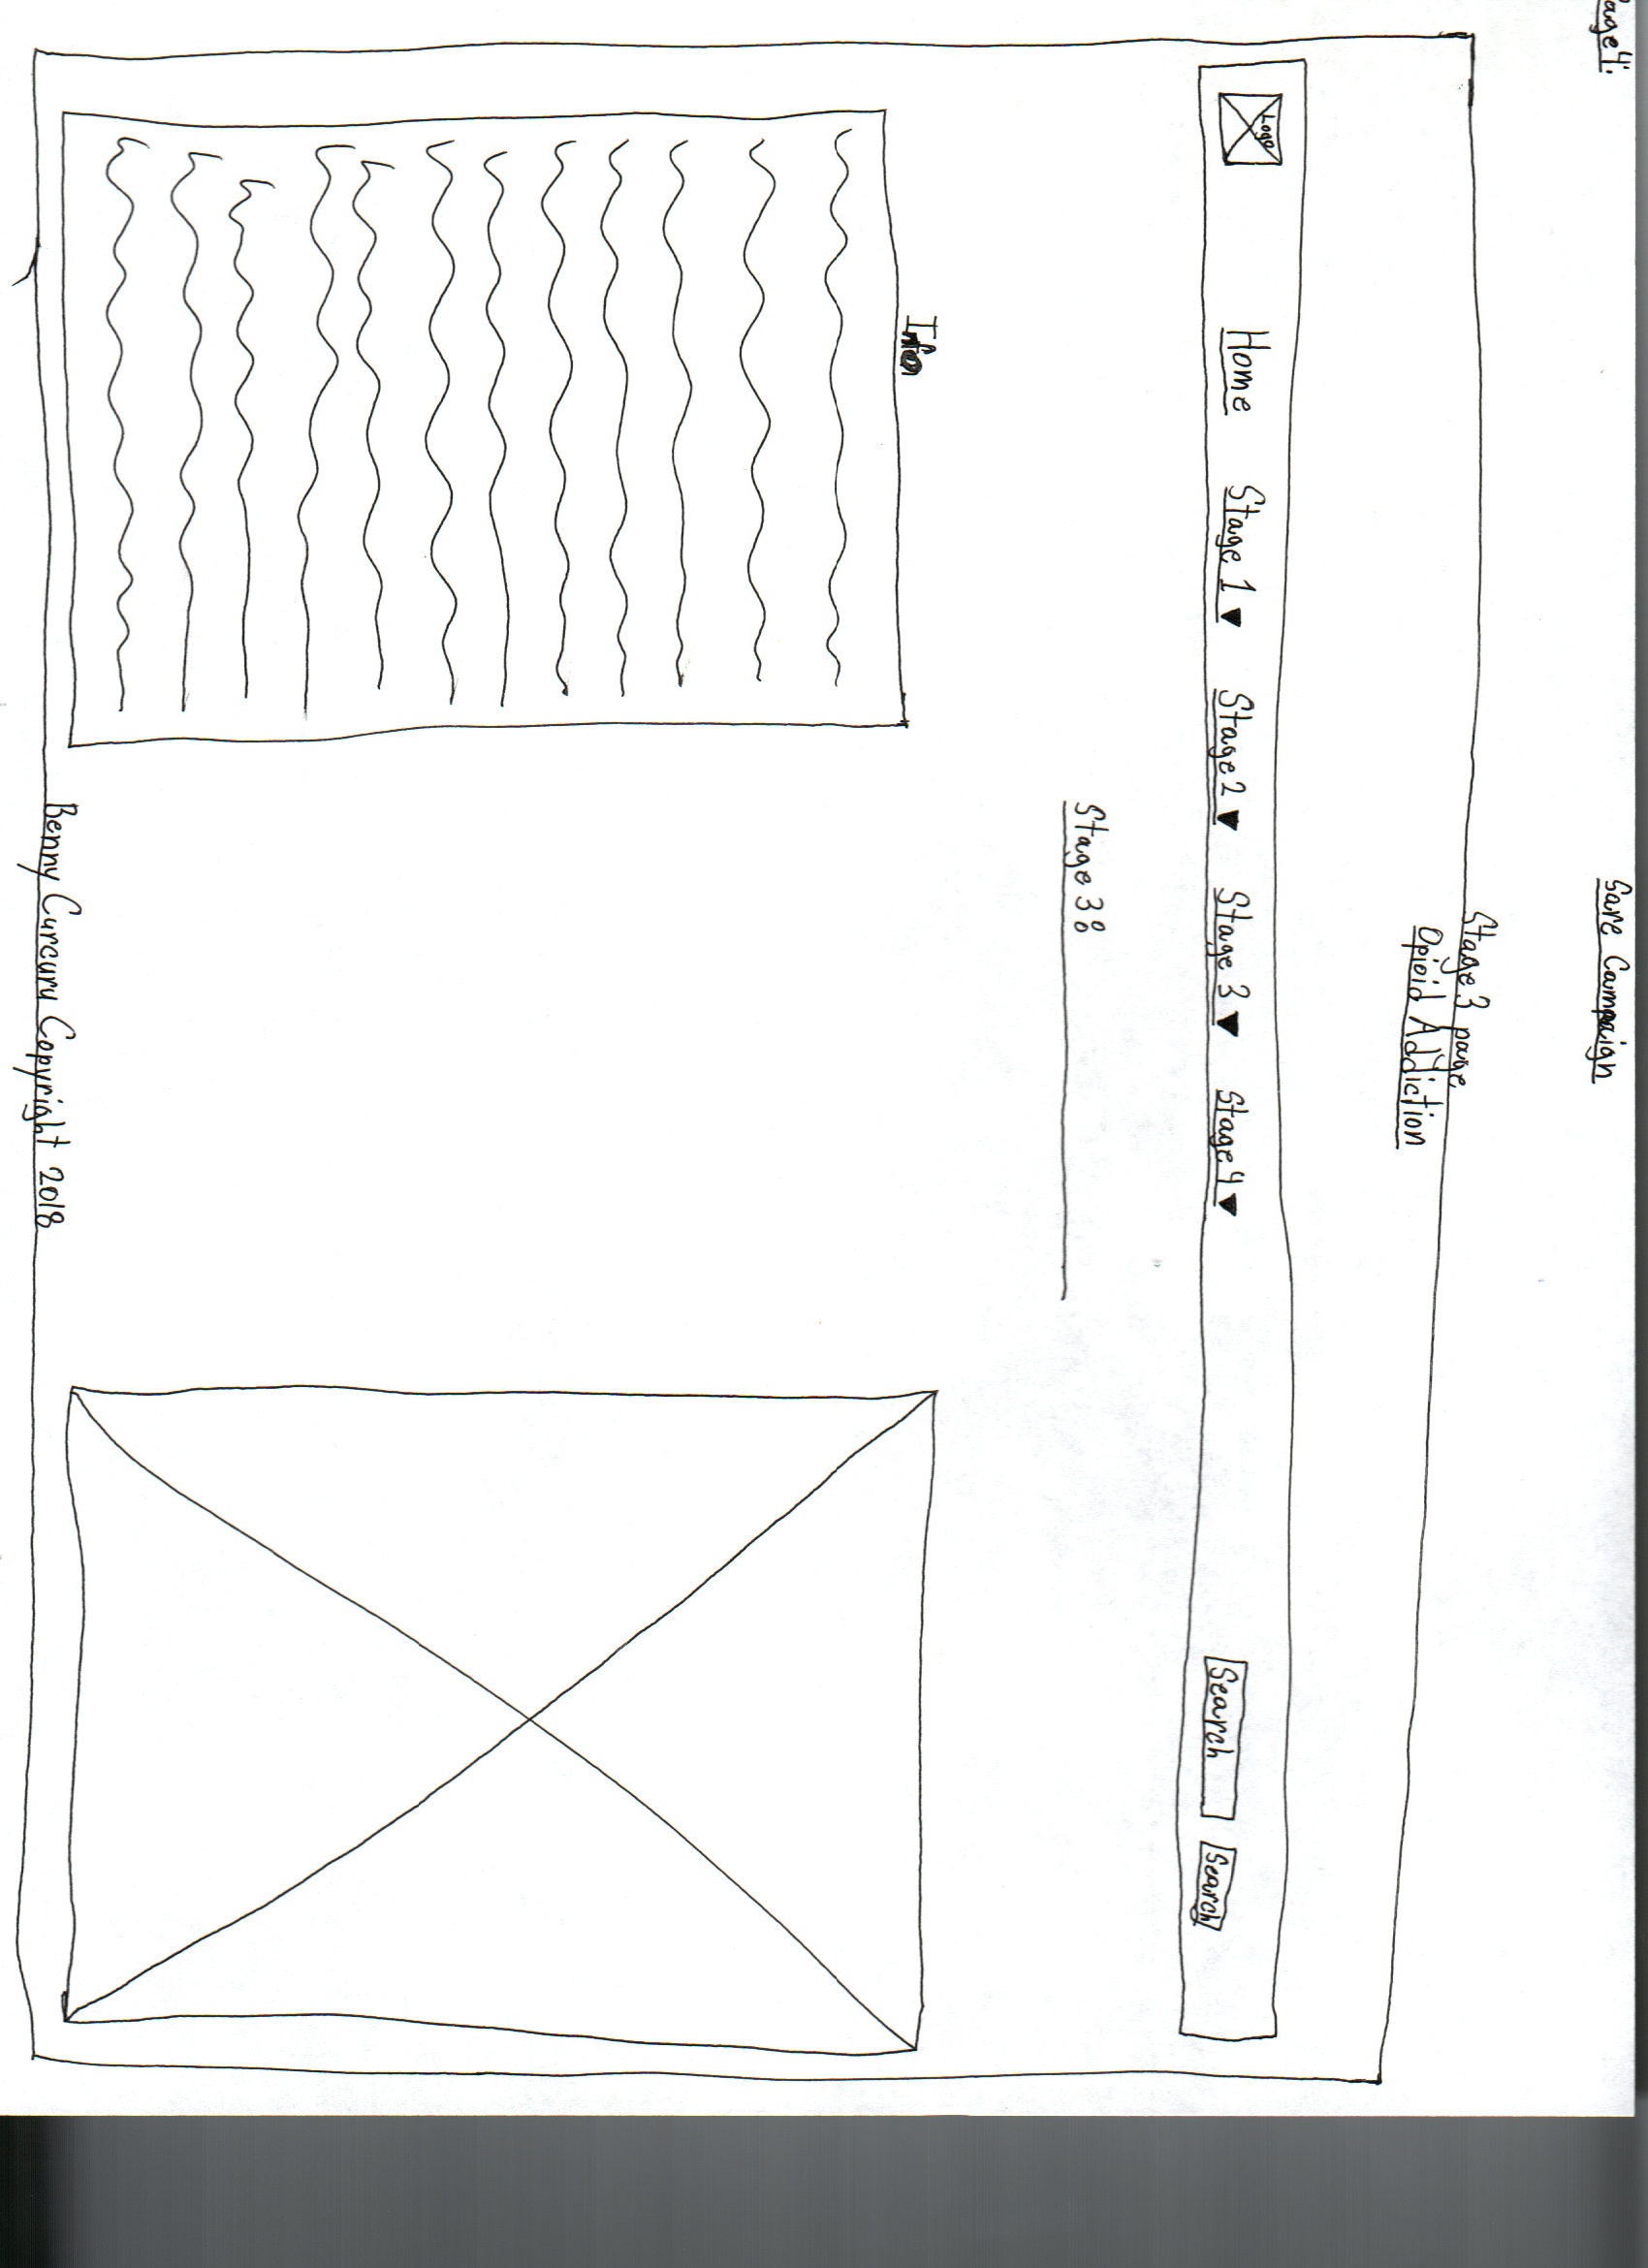 Page 4:
Sare Campaign
Stage 3 page
Opioid Addiction
Logo Home Stage 1 ▼ Stage 2 ▼ Stage 3 ▼ Stage 4 ▼ Search Search
Stage 3:
Info
Benny Curcuru Copyright 2018